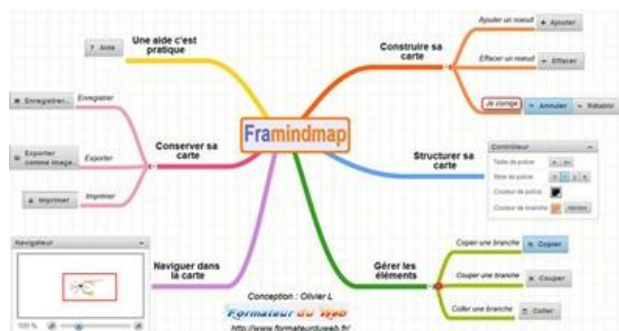 Une aide c'est
pratique
? Aide
Construire sa
carte
Ajouter un noeud
Ajouter
Effacer un noeud
Effacer
Je corrige
Annuler
Rétablir
Framindmap
Enregistrer...
Enregistrer
Conserver sa
carte
Exporter
comme image...
Exporter
Imprimer
Imprimer
Structurer sa
carte
Contrôleur
Taille de police
Style de police
Couleur de police
Couleur de branche
Navigateur
100 %
Naviguer dans
la carte
Gérer les
éléments
Copier une branche
Copier
Couper une branche
Couper
Coller une branche
Coller
Conception : Olivier L
Formateur Du Web
http://www.formateurduweb.fr/